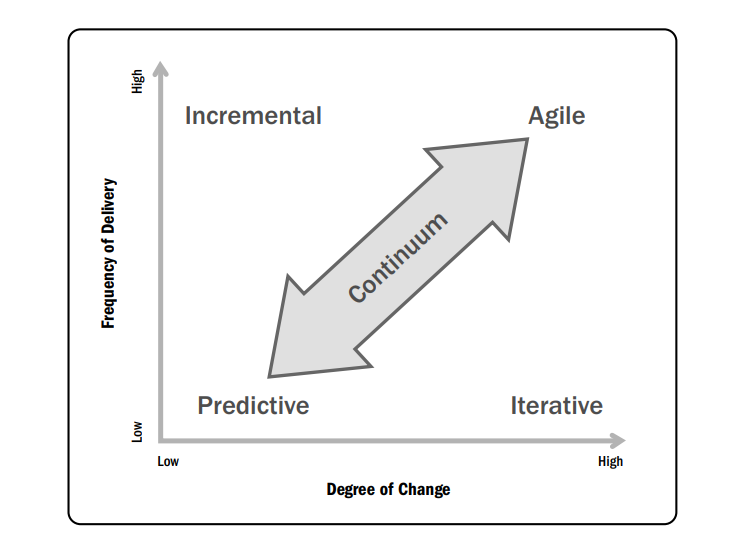 High
Incremental
Agile
Frequency of Delivery
Continuum
Predictive
Iterative
Low
Low
High
Degree of Change